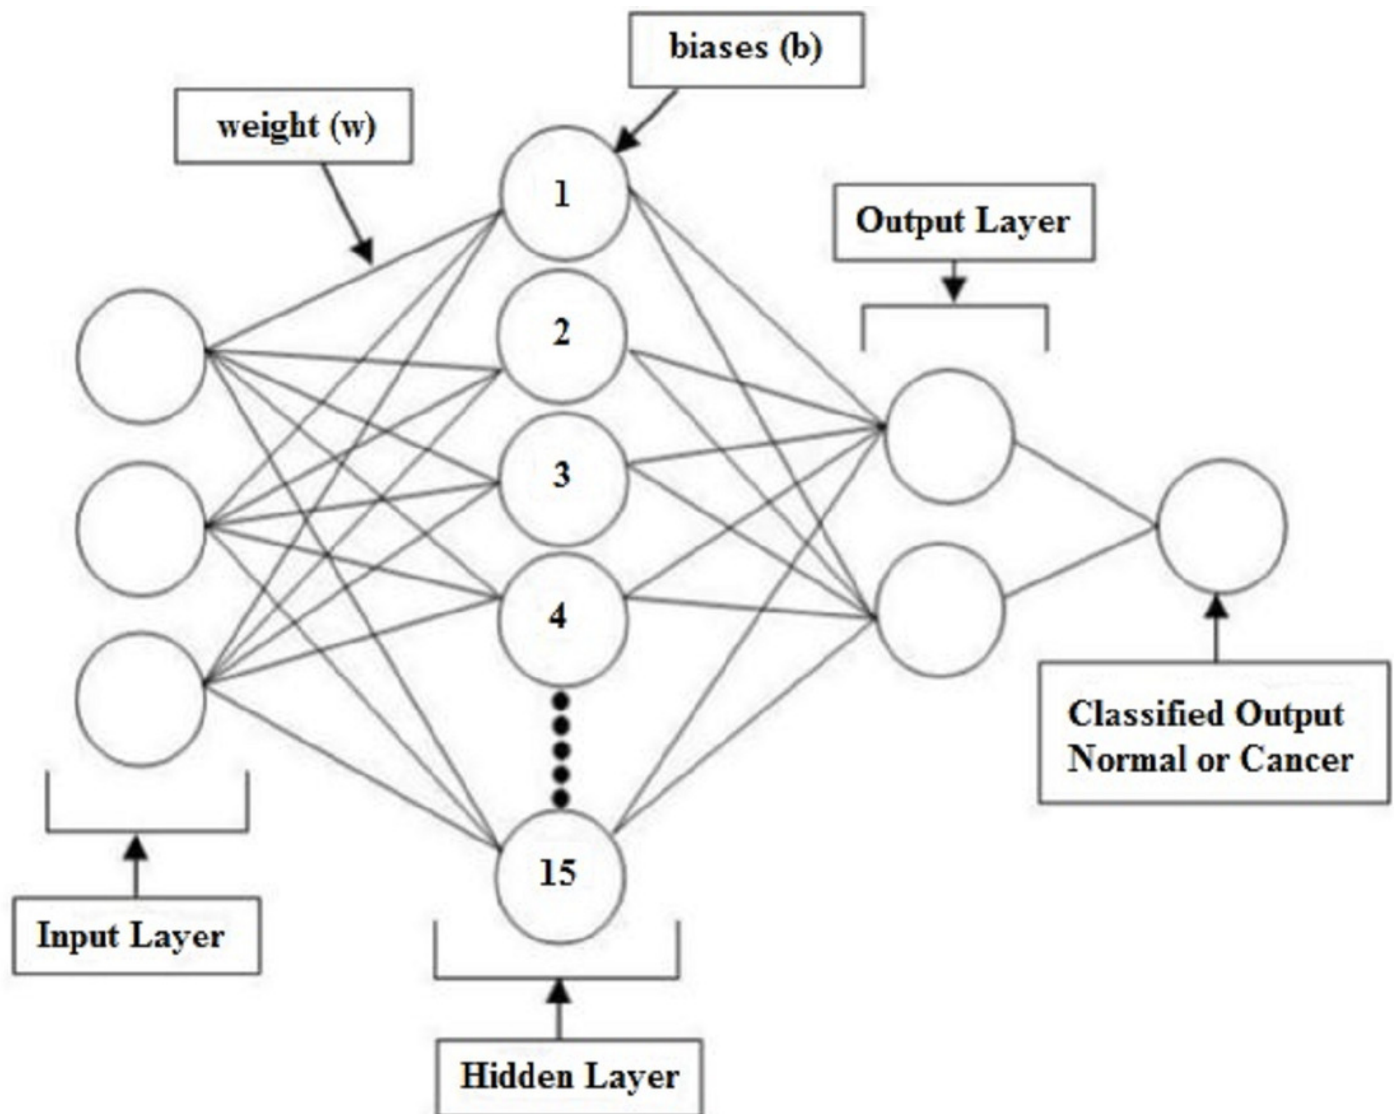 biases (b)
weight (w)
1
Output Layer
2
3
4
Classified Output
Normal or Cancer
15
Input Layer
Hidden Layer